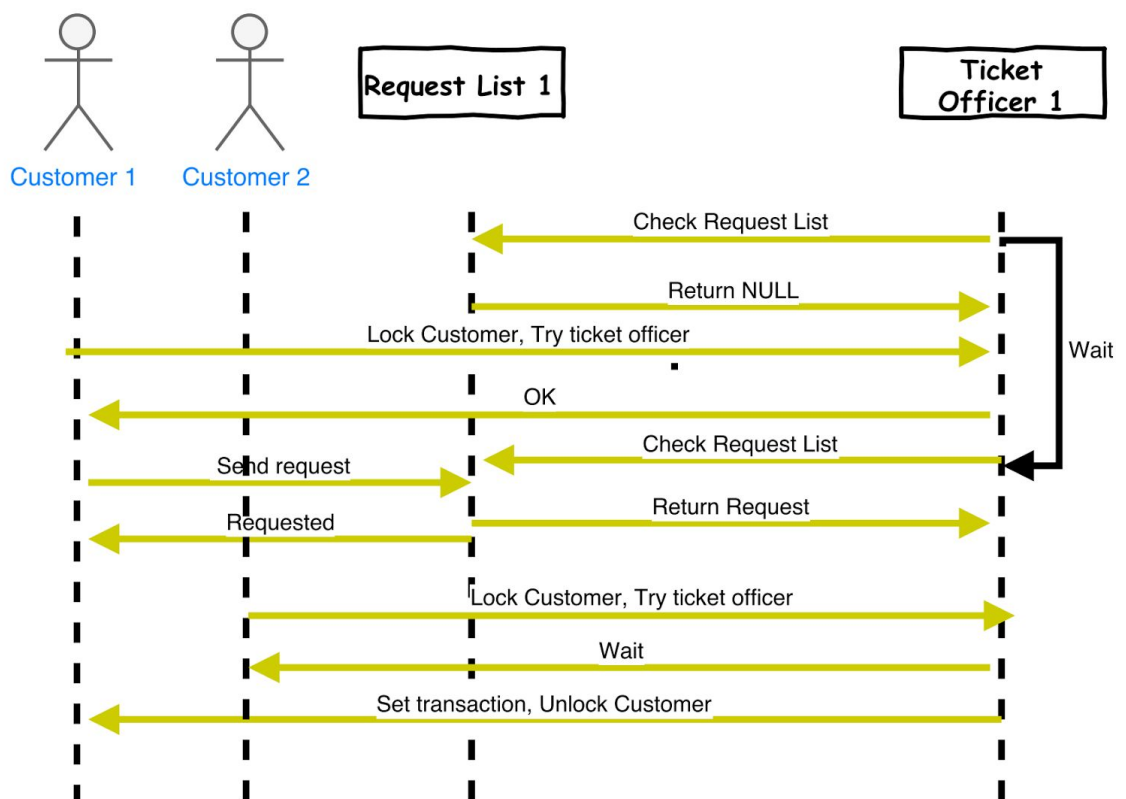 Request List 1
Ticket
Officer 1
Customer 1
Customer 2
Check Request List
Return NULL
Lock Customer, Try ticket officer
Wait
OK
Check Request List
Send request
Return Request
Requested
Lock Customer, Try ticket officer
Wait
Set transaction, Unlock Customer